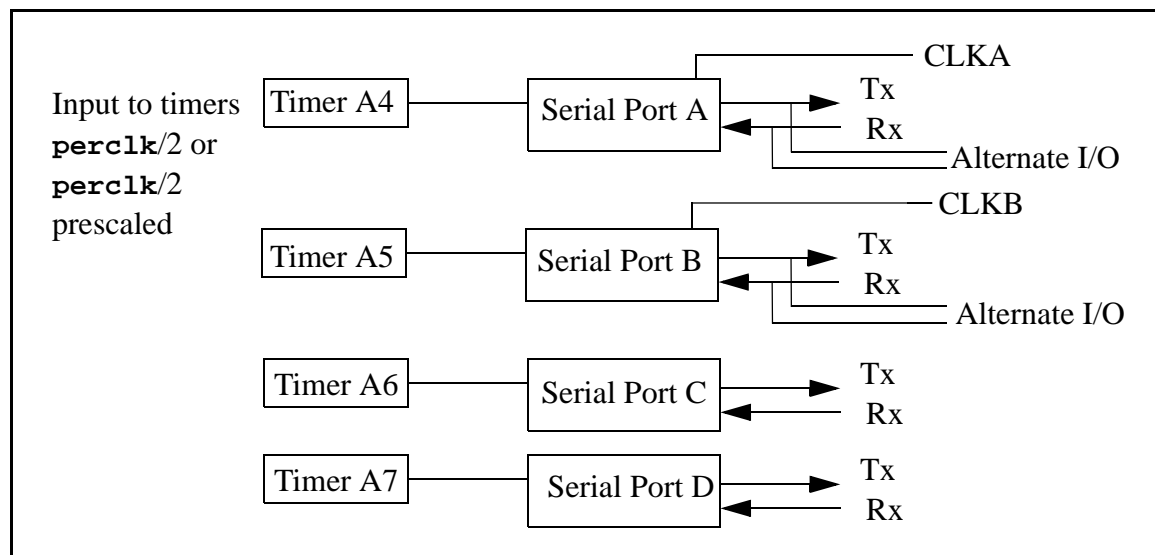 Input to timers
perclk/2 or
perclk/2
prescaled
Timer A4
Serial Port A
CLKA
Tx
Rx
Alternate I/O
Timer A5
Serial Port B
CLKB
Tx
Rx
Alternate I/O
Timer A6
Serial Port C
Tx
Rx
Timer A7
Serial Port D
Tx
Rx